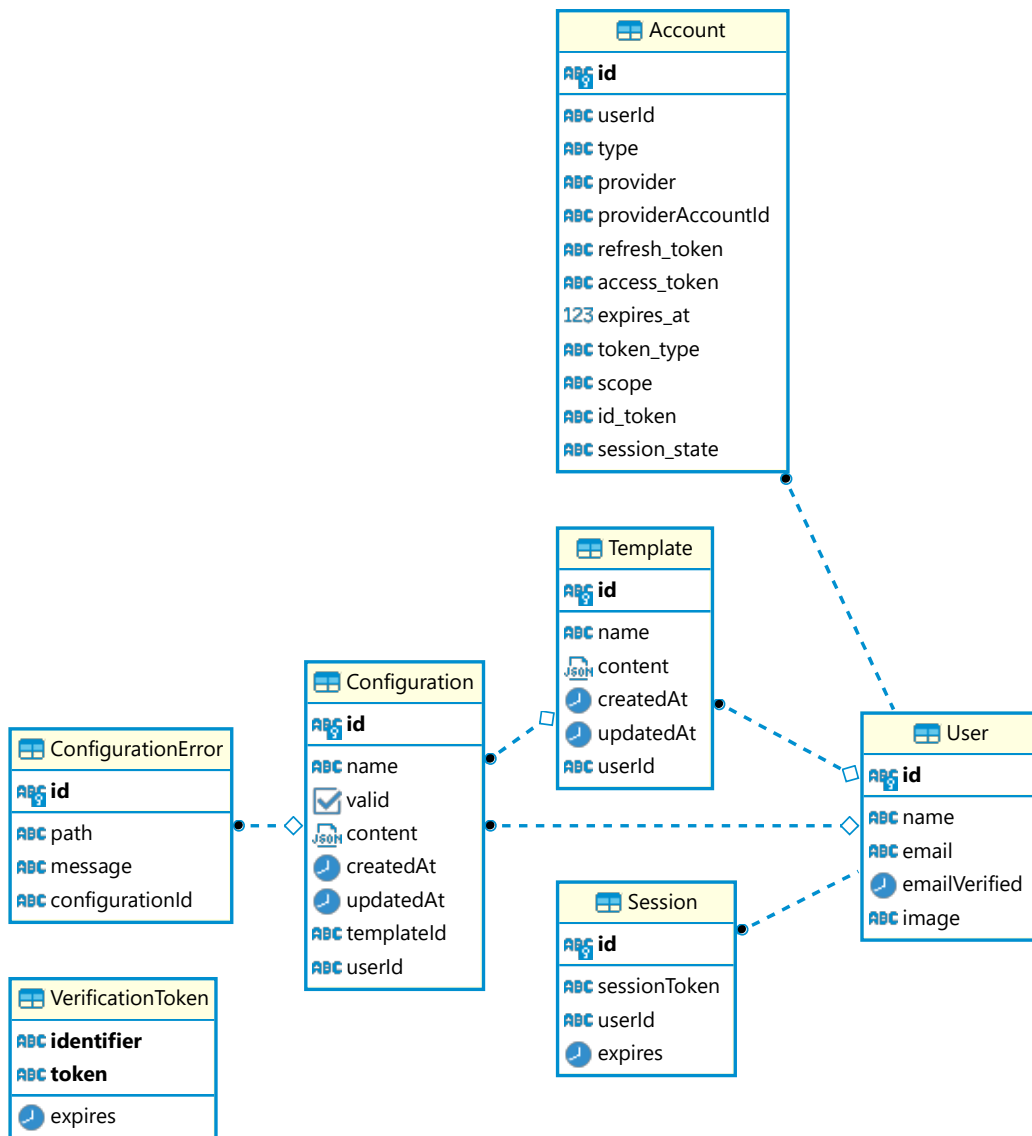 Account
id
userId
type
provider
providerAccountId
refresh_token
access_token
123 expires_at
token_type
scope
id_token
session_state
Template
id
name
content
createdAt
updatedAt
userId
Configuration
id
name
valid
content
createdAt
updatedAt
templateId
userId
ConfigurationError
id
path
message
configurationId
User
id
name
email
emailVerified
image
Session
id
sessionToken
userId
expires
VerificationToken
identifier
token
expires